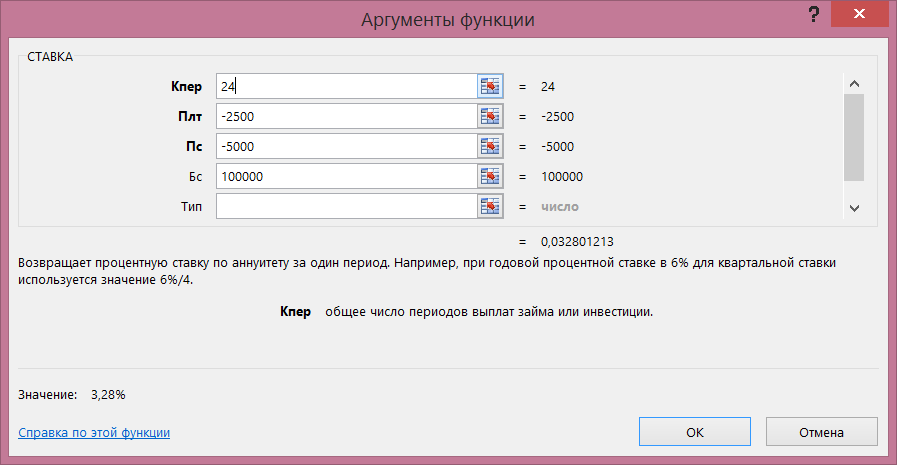 Аргументы функции
? ×
СТАВКА
Кпер 24 = 24
Плт -2500 = -2500
Пс -5000 = -5000
Бс 100000 = 100000
Тип = число
= 0,032801213
Возвращает процентную ставку по аннуитету за один период. Например, при годовой процентной ставке в 6% для квартальной ставки
используется значение 6%/4.
Кпер общее число периодов выплат займа или инвестиции.
Значение: 3,28%
Справка по этой функции
ОК Отмена